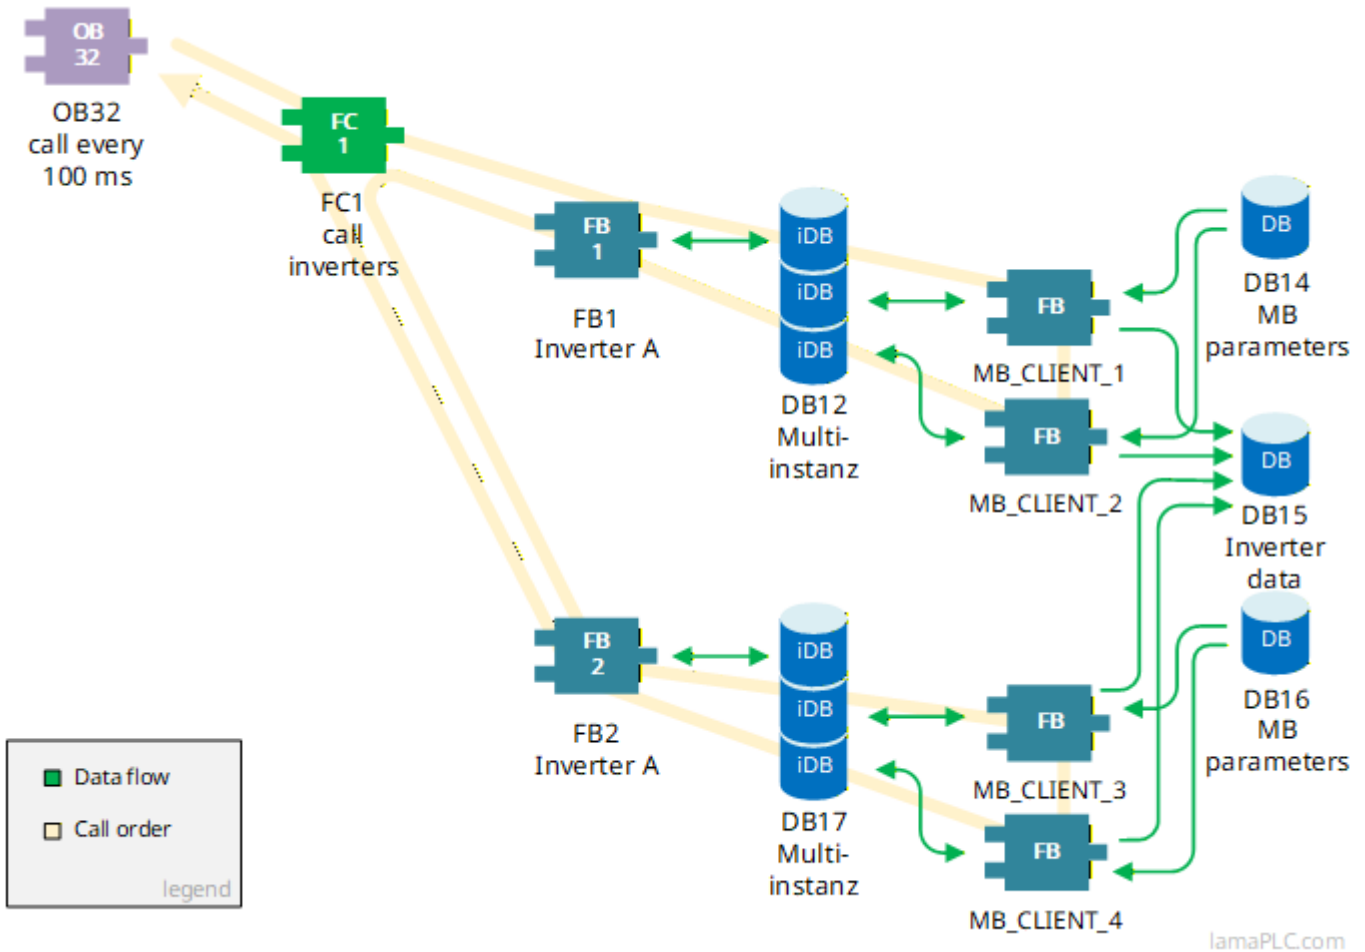 OB
32
OB32
call every
100 ms
FC
1
FC1
call
inverters
FB
1
FB1
Inverter A
iDB
iDB
iDB
DB12
Multi-
instanz
FB
MB_CLIENT_1
FB
MB_CLIENT_2
DB
DB14
MB
parameters
DB
DB15
Inverter
data
FB
2
FB2
Inverter A
iDB
iDB
iDB
DB17
Multi-
instanz
FB
MB_CLIENT_3
FB
MB_CLIENT_4
DB
DB16
MB
parameters
Data flow
Call order
legend
lamaPLC.com